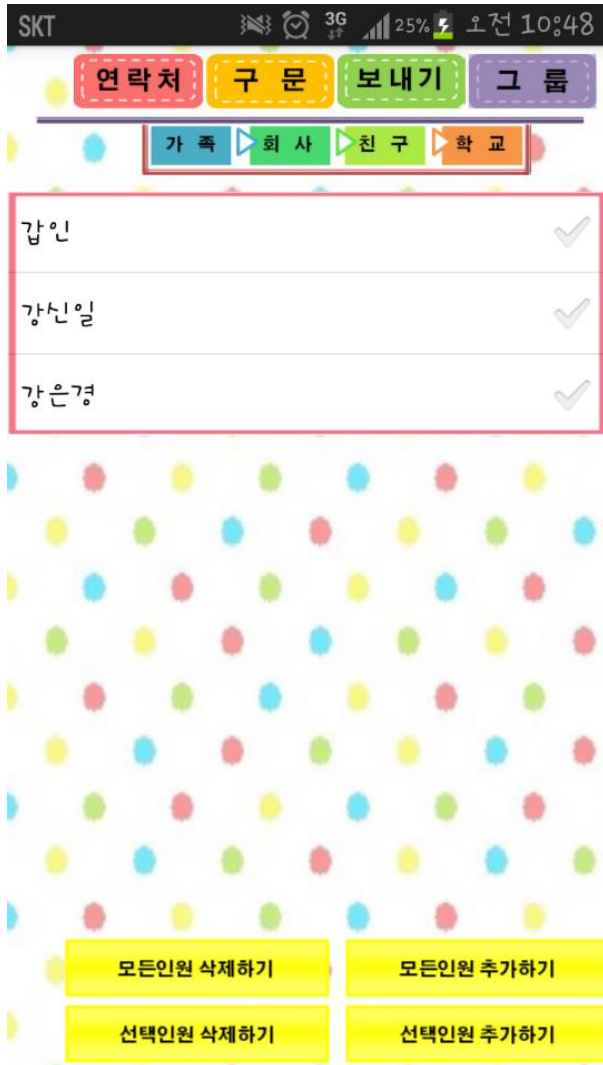 SKT 3G 25% 오전 10:48
연락처 구 문 보내기 그 룹
가 족 회 사 친 구 학 교
갑인
강신일
강은경
모든인원 삭제하기 모든인원 추가하기
선택인원 삭제하기 선택인원 추가하기